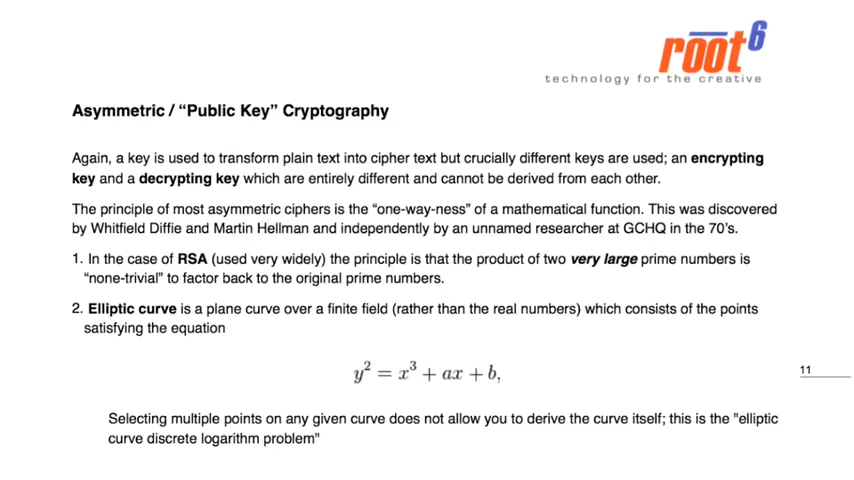 root6
technology for the creative
Asymmetric / “Public Key” Cryptography
Again, a key is used to transform plain text into cipher text but crucially different keys are used; an encrypting
key and a decrypting key which are entirely different and cannot be derived from each other.
The principle of most asymmetric ciphers is the “one-way-ness” of a mathematical function. This was discovered
by Whitfield Diffie and Martin Hellman and independently by an unnamed researcher at GCHQ in the 70’s.
1. In the case of RSA (used very widely) the principle is that the product of two very large prime numbers is
“none-trivial” to factor back to the original prime numbers.
2. Elliptic curve is a plane curve over a finite field (rather than the real numbers) which consists of the points
satisfying the equation
y² = x³ + ax + b,
11
Selecting multiple points on any given curve does not allow you to derive the curve itself; this is the "elliptic
curve discrete logarithm problem"